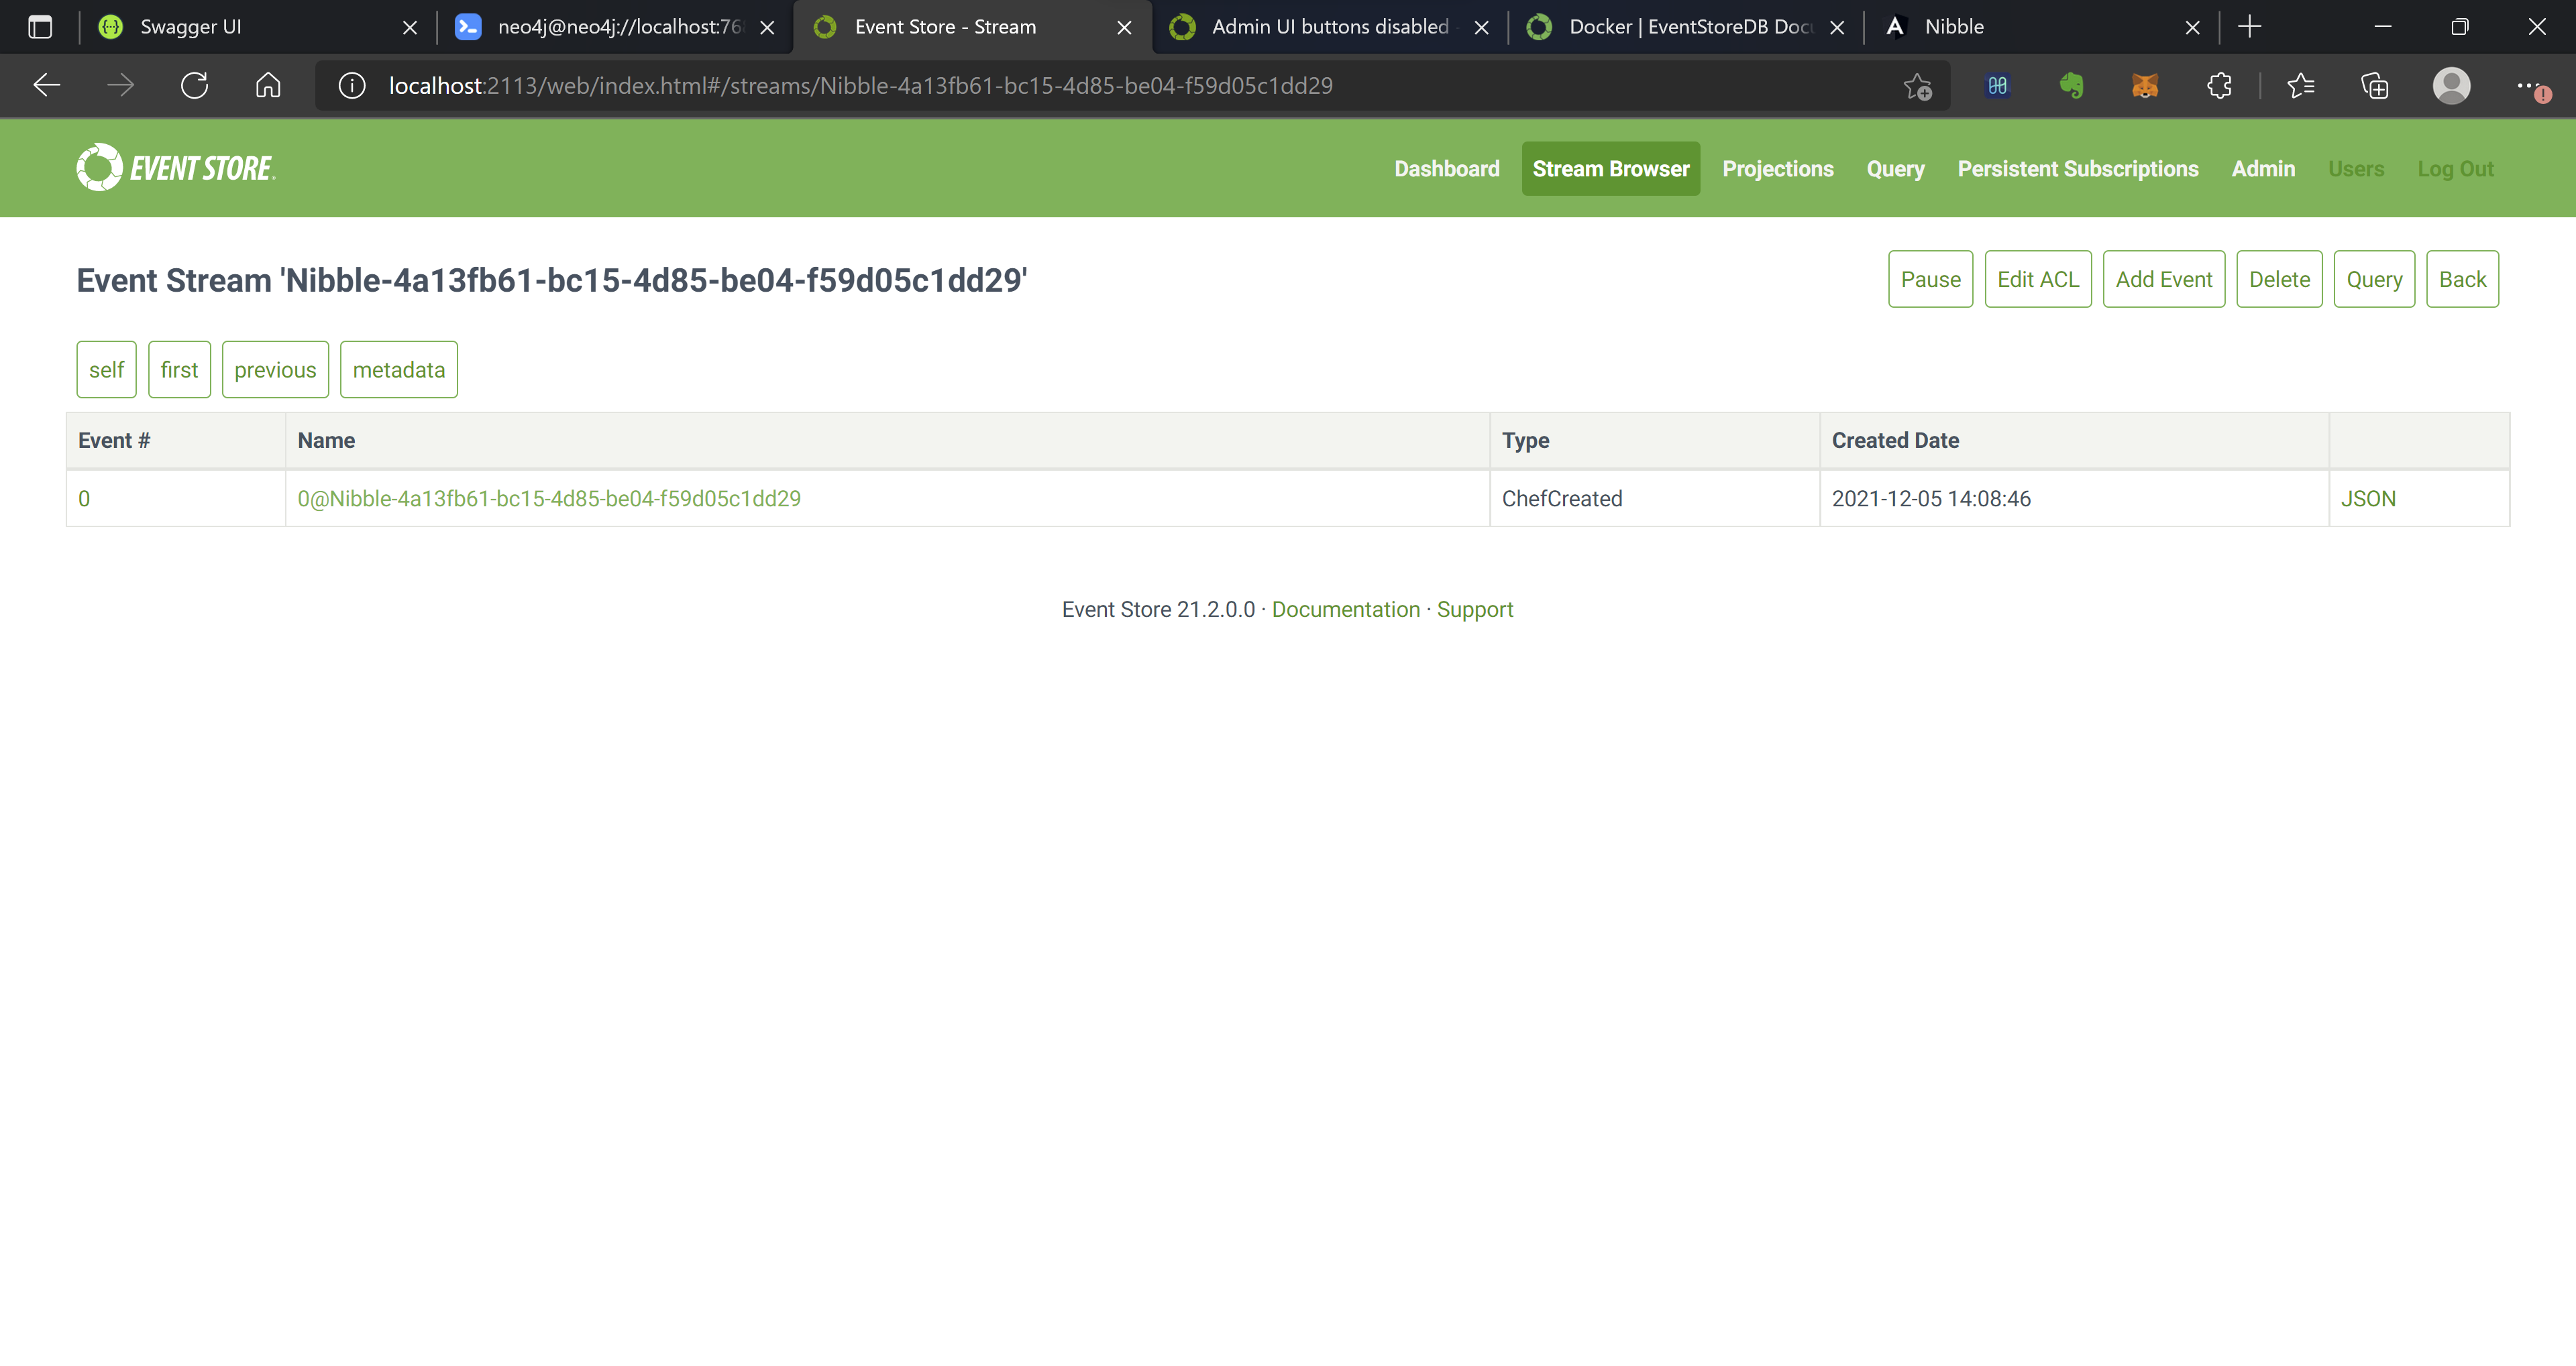 Swagger UI
neo4j@neo4j://localhost:76
Event Store - Stream
Admin UI buttons disabled
Docker | EventStoreDB Docu
Nibble
localhost:2113/web/index.html#/streams/Nibble-4a13fb61-bc15-4d85-be04-f59d05c1dd29
EVENT STORE.
Dashboard Stream Browser Projections Query Persistent Subscriptions Admin Users Log Out
Event Stream 'Nibble-4a13fb61-bc15-4d85-be04-f59d05c1dd29'
Pause Edit ACL Add Event Delete Query Back
self first previous metadata
Event # Name Type Created Date
0 0@Nibble-4a13fb61-bc15-4d85-be04-f59d05c1dd29 ChefCreated 2021-12-05 14:08:46 JSON
Event Store 21.2.0.0 · Documentation · Support